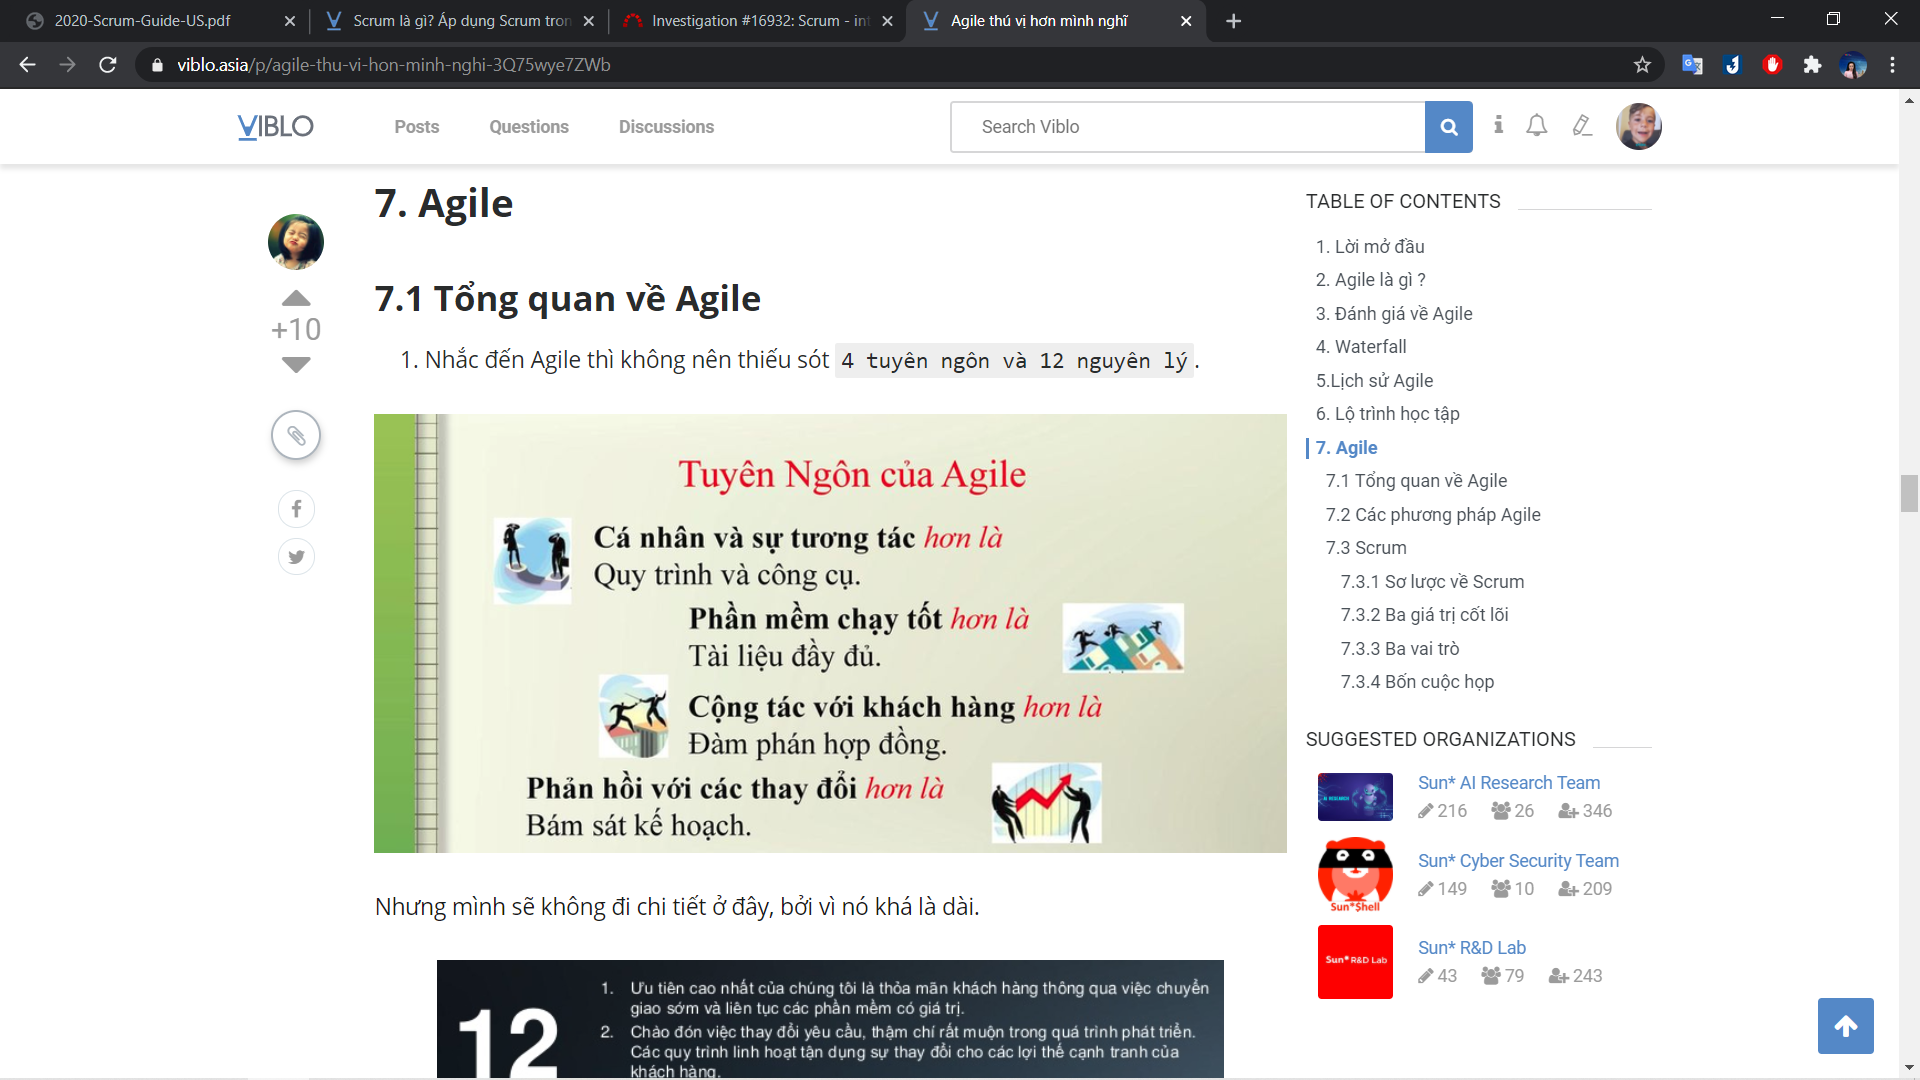 2020-Scrum-Guide-US.pdf
Scrum là gì? Áp dụng Scrum tron
Investigation #16932: Scrum - int
Agile thú vị hơn mình nghĩ
viblo.asia/p/agile-thu-vi-hon-minh-nghi-3Q75wye7ZWb
VIBLO
Posts
Questions
Discussions
Search Viblo
+10
7. Agile
7.1 Tổng quan về Agile
1. Nhắc đến Agile thì không nên thiếu sót 4 tuyên ngôn và 12 nguyên lý.
Tuyên Ngôn của Agile
Cá nhân và sự tương tác hơn là
Quy trình và công cụ.
Phần mềm chạy tốt hơn là
Tài liệu đầy đủ.
Cộng tác với khách hàng hơn là
Đàm phán hợp đồng.
Phản hồi với các thay đổi hơn là
Bám sát kế hoạch.
Nhưng mình sẽ không đi chi tiết ở đây, bởi vì nó khá là dài.
12
1. Ưu tiên cao nhất của chúng tôi là thỏa mãn khách hàng thông qua việc chuyển
giao sớm và liên tục các phần mềm có giá trị.
2. Chào đón việc thay đổi yêu cầu, thậm chí rất muộn trong quá trình phát triển.
Các quy trình linh hoạt tận dụng sự thay đổi cho các lợi thế cạnh tranh của
khách hàng.
TABLE OF CONTENTS
1. Lời mở đầu
2. Agile là gì ?
3. Đánh giá về Agile
4. Waterfall
5.Lịch sử Agile
6. Lộ trình học tập
7. Agile
7.1 Tổng quan về Agile
7.2 Các phương pháp Agile
7.3 Scrum
7.3.1 Sơ lược về Scrum
7.3.2 Ba giá trị cốt lõi
7.3.3 Ba vai trò
7.3.4 Bốn cuộc họp
SUGGESTED ORGANIZATIONS
AI RESEARCH
Sun* AI Research Team
216 26 346
Sun*$hell
Sun* Cyber Security Team
149 10 209
Sun* R&D Lab
Sun* R&D Lab
43 79 243